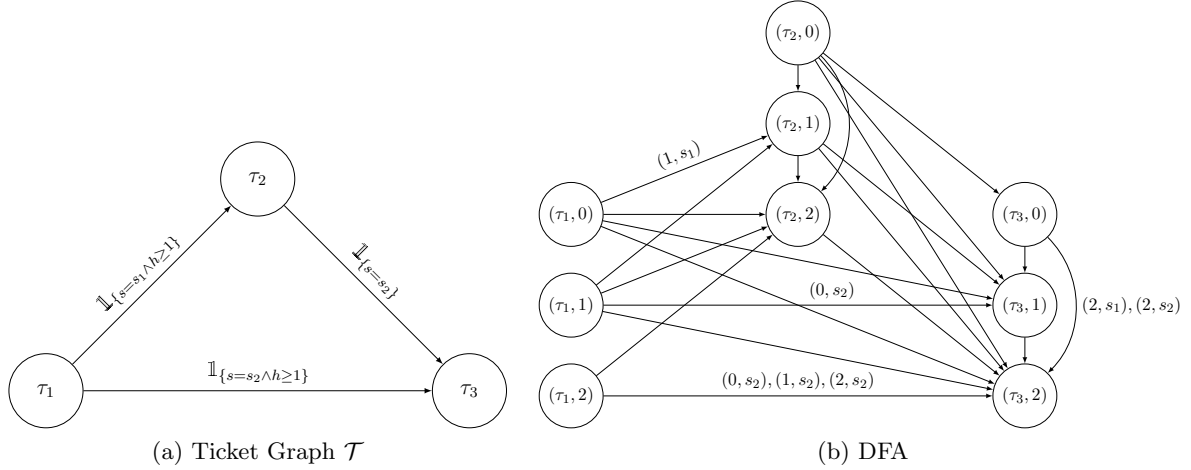 (τ₂, 0)
(τ₂, 1)
(1, s₁)
τ₂
(τ₁, 0)
(τ₂, 2)
(τ₃, 0)
𝟙{s=s₁∧h≥1}
𝟙{s=s₂}
(τ₁, 1)
(0, s₂)
(τ₃, 1)
(2, s₁), (2, s₂)
τ₁
𝟙{s=s₂∧h≥1}
τ₃
(τ₁, 2)
(0, s₂), (1, s₂), (2, s₂)
(τ₃, 2)
(a) Ticket Graph 𝒯
(b) DFA